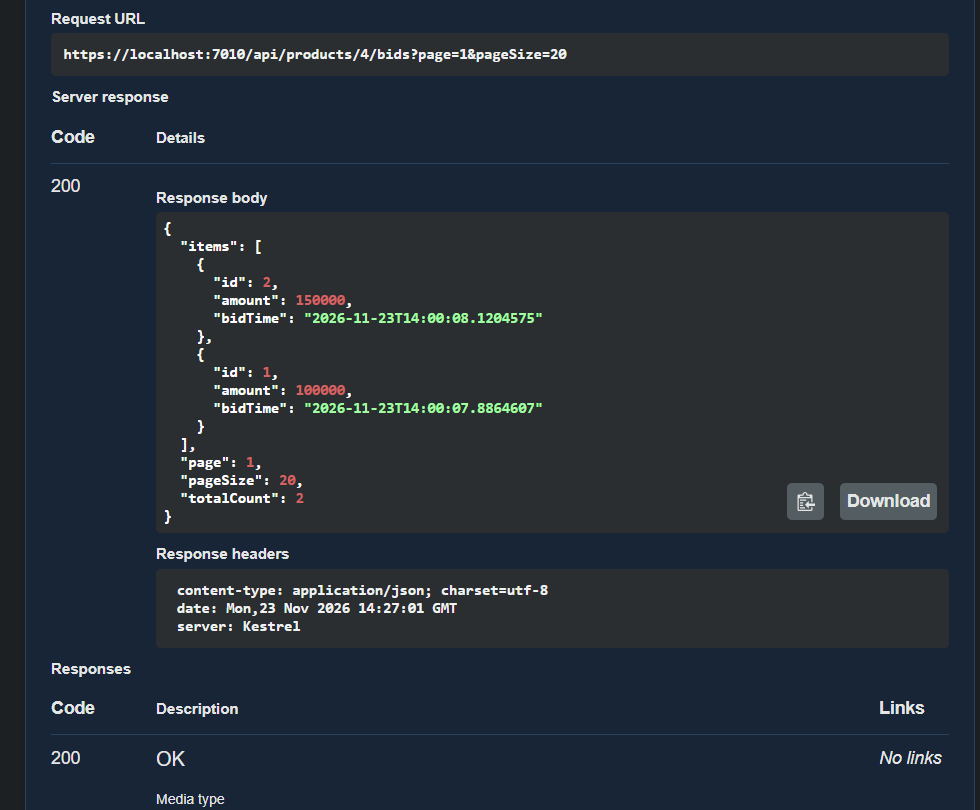 Request URL
https://localhost:7010/api/products/4/bids?page=1&pageSize=20
Server response
Code Details
200
Response body
{
  "items": [
    {
      "id": 2,
      "amount": 150000,
      "bidTime": "2026-11-23T14:00:08.1204575"
    },
    {
      "id": 1,
      "amount": 100000,
      "bidTime": "2026-11-23T14:00:07.8864607"
    }
  ],
  "page": 1,
  "pageSize": 20,
  "totalCount": 2
}
Download
Response headers
content-type: application/json; charset=utf-8
date: Mon,23 Nov 2026 14:27:01 GMT
server: Kestrel
Responses
Code Description Links
200 OK No links
Media type